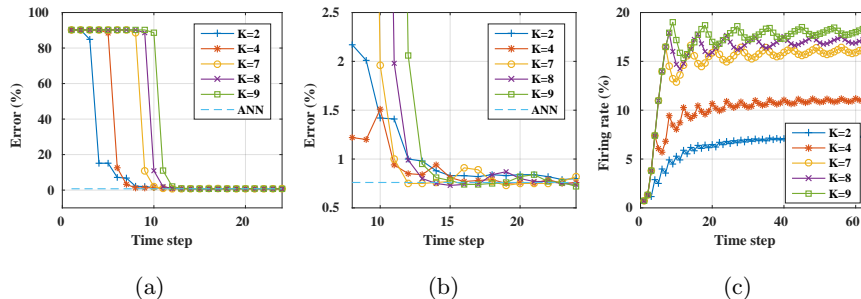 100
80
60
40
20
0
Error (%)
0
10
20
Time step
K=2
K=4
K=7
K=8
K=9
ANN
(a)
2.5
2
1.5
1
0.5
Error (%)
10
15
20
Time step
K=2
K=4
K=7
K=8
K=9
ANN
(b)
20
15
10
5
0
Firing rate (%)
0
20
40
60
Time step
K=2
K=4
K=7
K=8
K=9
(c)